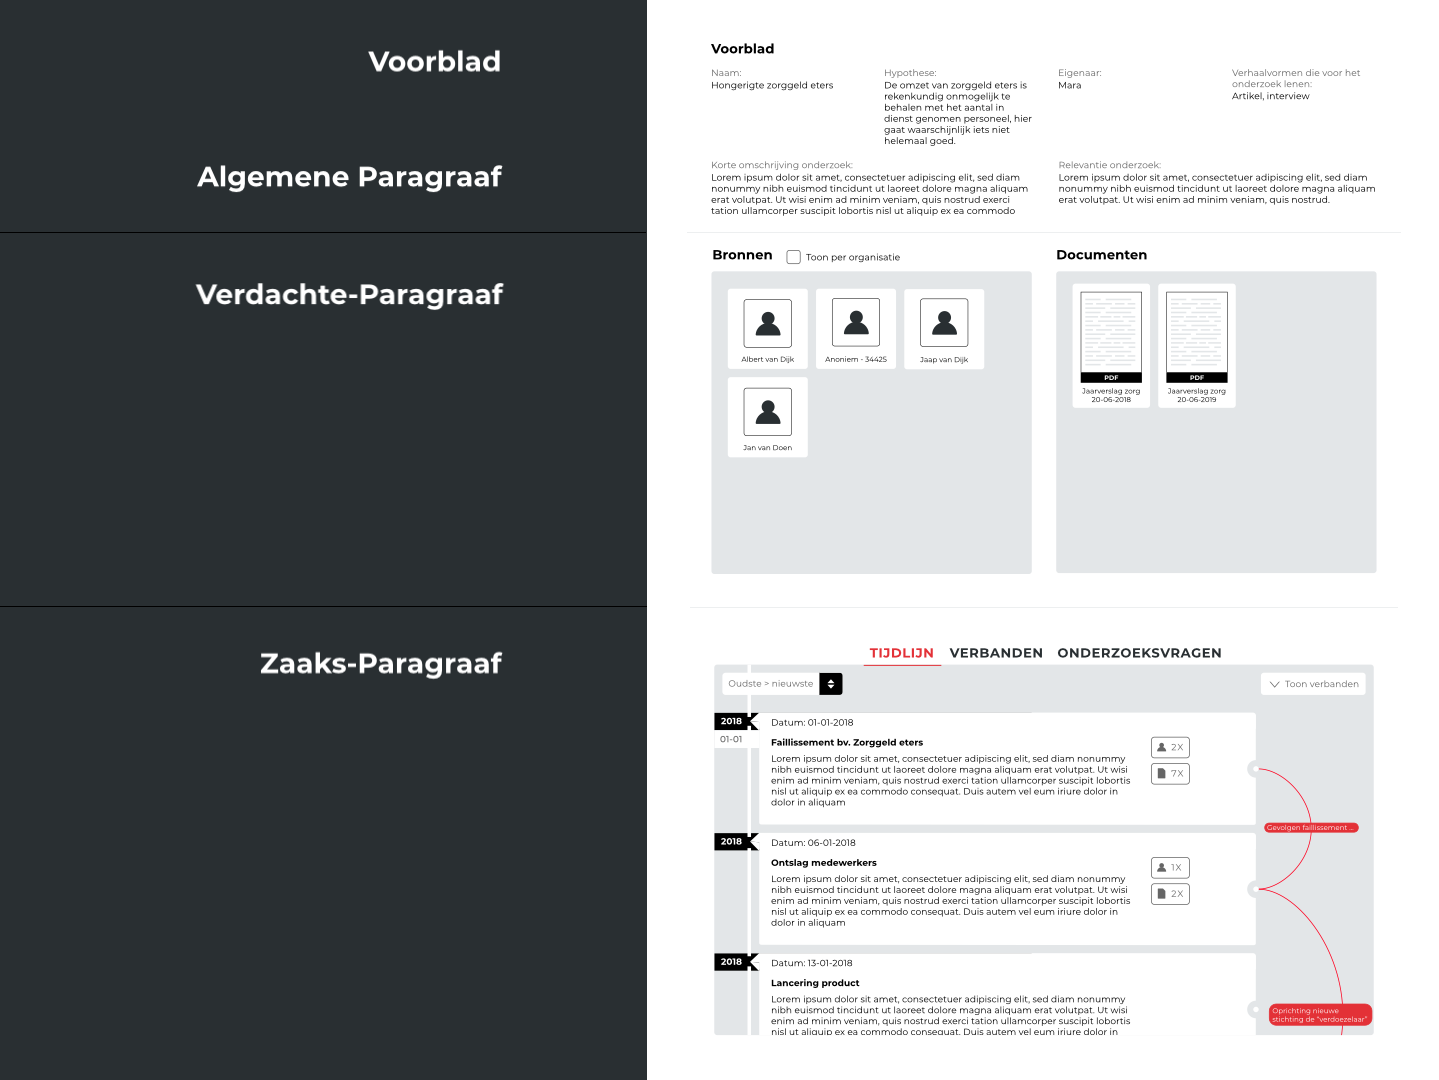 Voorblad
Algemene Paragraaf
Verdachte-Paragraaf
Zaaks-Paragraaf
Voorblad
Naam:
Hongerigte zorggeld eters
Hypothese:
De omzet van zorggeld eters is
rekenkundig onmogelijk te
behalen met het aantal in
dienst genomen personeel, hier
gaat waarschijnlijk iets niet
helemaal goed.
Eigenaar:
Mara
Verhaalvormen die voor het
onderzoek lenen:
Artikel, interview
Korte omschrijving onderzoek:
Lorem ipsum dolor sit amet, consectetuer adipiscing elit, sed diam
nonummy nibh euismod tincidunt ut laoreet dolore magna aliquam
erat volutpat. Ut wisi enim ad minim veniam, quis nostrud exerci
tation ullamcorper suscipit lobortis nisl ut aliquip ex ea commodo
Relevantie onderzoek:
Lorem ipsum dolor sit amet, consectetuer adipiscing elit, sed diam
nonummy nibh euismod tincidunt ut laoreet dolore magna aliquam
erat volutpat. Ut wisi enim ad minim veniam, quis nostrud.
Bronnen
Toon per organisatie
Albert van Dijk
Anoniem - 34425
Jaap van Dijk
Jan van Doen
Documenten
PDF
Jaarverslag zorg
20-06-2018
PDF
Jaarverslag zorg
20-06-2019
TIJDLIJN VERBANDEN ONDERZOEKSVRAGEN
Oudste > nieuwste
Toon verbanden
2018
01-01
Datum: 01-01-2018
Faillissement bv. Zorggeld eters
Lorem ipsum dolor sit amet, consectetuer adipiscing elit, sed diam nonummy
nibh euismod tincidunt ut laoreet dolore magna aliquam erat volutpat. Ut wisi
enim ad minim veniam, quis nostrud exerci tation ullamcorper suscipit lobortis
nisl ut aliquip ex ea commodo consequat. Duis autem vel eum iriure dolor in
dolor in aliquam
2X
7X
Gevolgen faillissement ...
2018
Datum: 06-01-2018
Ontslag medewerkers
Lorem ipsum dolor sit amet, consectetuer adipiscing elit, sed diam nonummy
nibh euismod tincidunt ut laoreet dolore magna aliquam erat volutpat. Ut wisi
enim ad minim veniam, quis nostrud exerci tation ullamcorper suscipit lobortis
nisl ut aliquip ex ea commodo consequat. Duis autem vel eum iriure dolor in
dolor in aliquam
1X
2X
2018
Datum: 13-01-2018
Lancering product
Lorem ipsum dolor sit amet, consectetuer adipiscing elit, sed diam nonummy
nibh euismod tincidunt ut laoreet dolore magna aliquam erat volutpat. Ut wisi
enim ad minim veniam, quis nostrud exerci tation ullamcorper suscipit lobortis
nisl ut aliquip ex ea commodo consequat. Duis autem vel eum iriure dolor in
Oprichting nieuwe
stichting de "verdoezelaar"